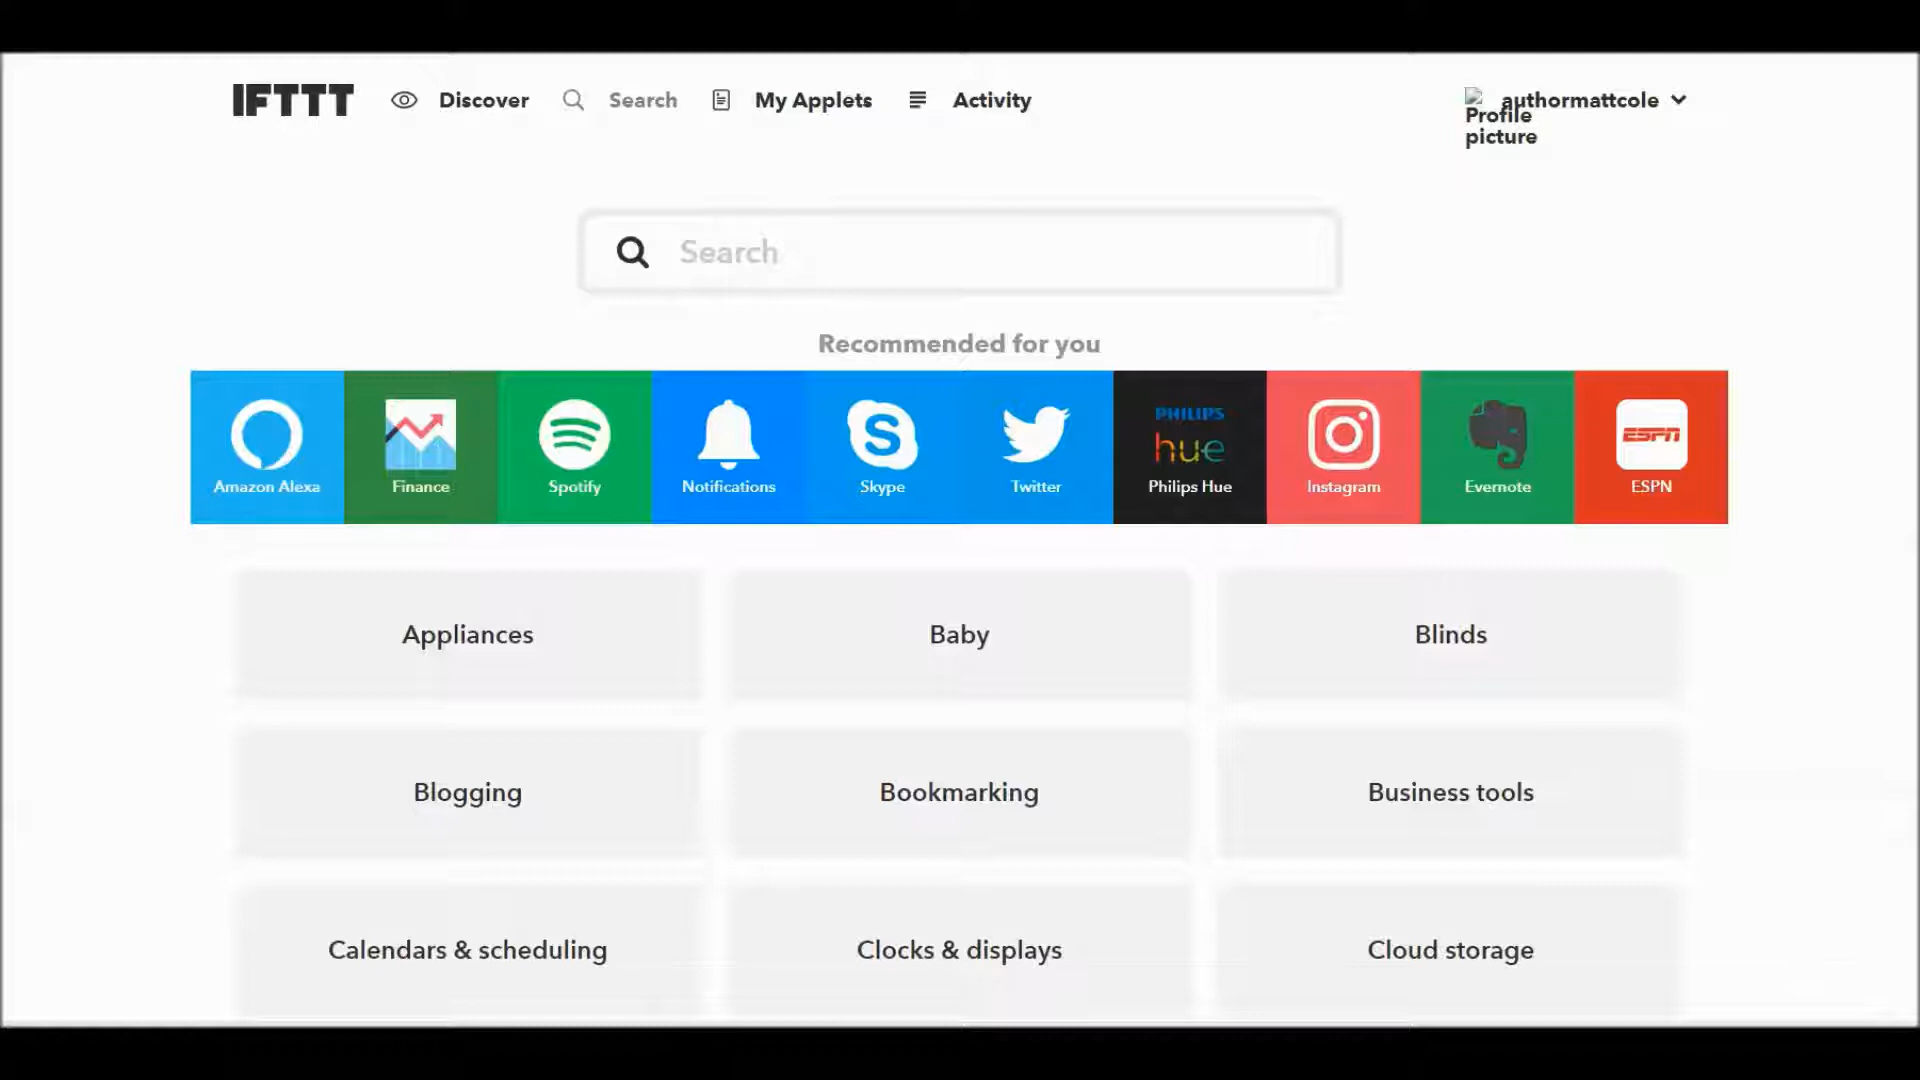 IFTTT Discover Search My Applets Activity authormattcole
Profile
picture
Search
Recommended for you
PHILIPS
hue
ESPN
Amazon Alexa Finance Spotify Notifications Skype Twitter Philips Hue Instagram Evernote ESPN
Appliances Baby Blinds
Blogging Bookmarking Business tools
Calendars & scheduling Clocks & displays Cloud storage